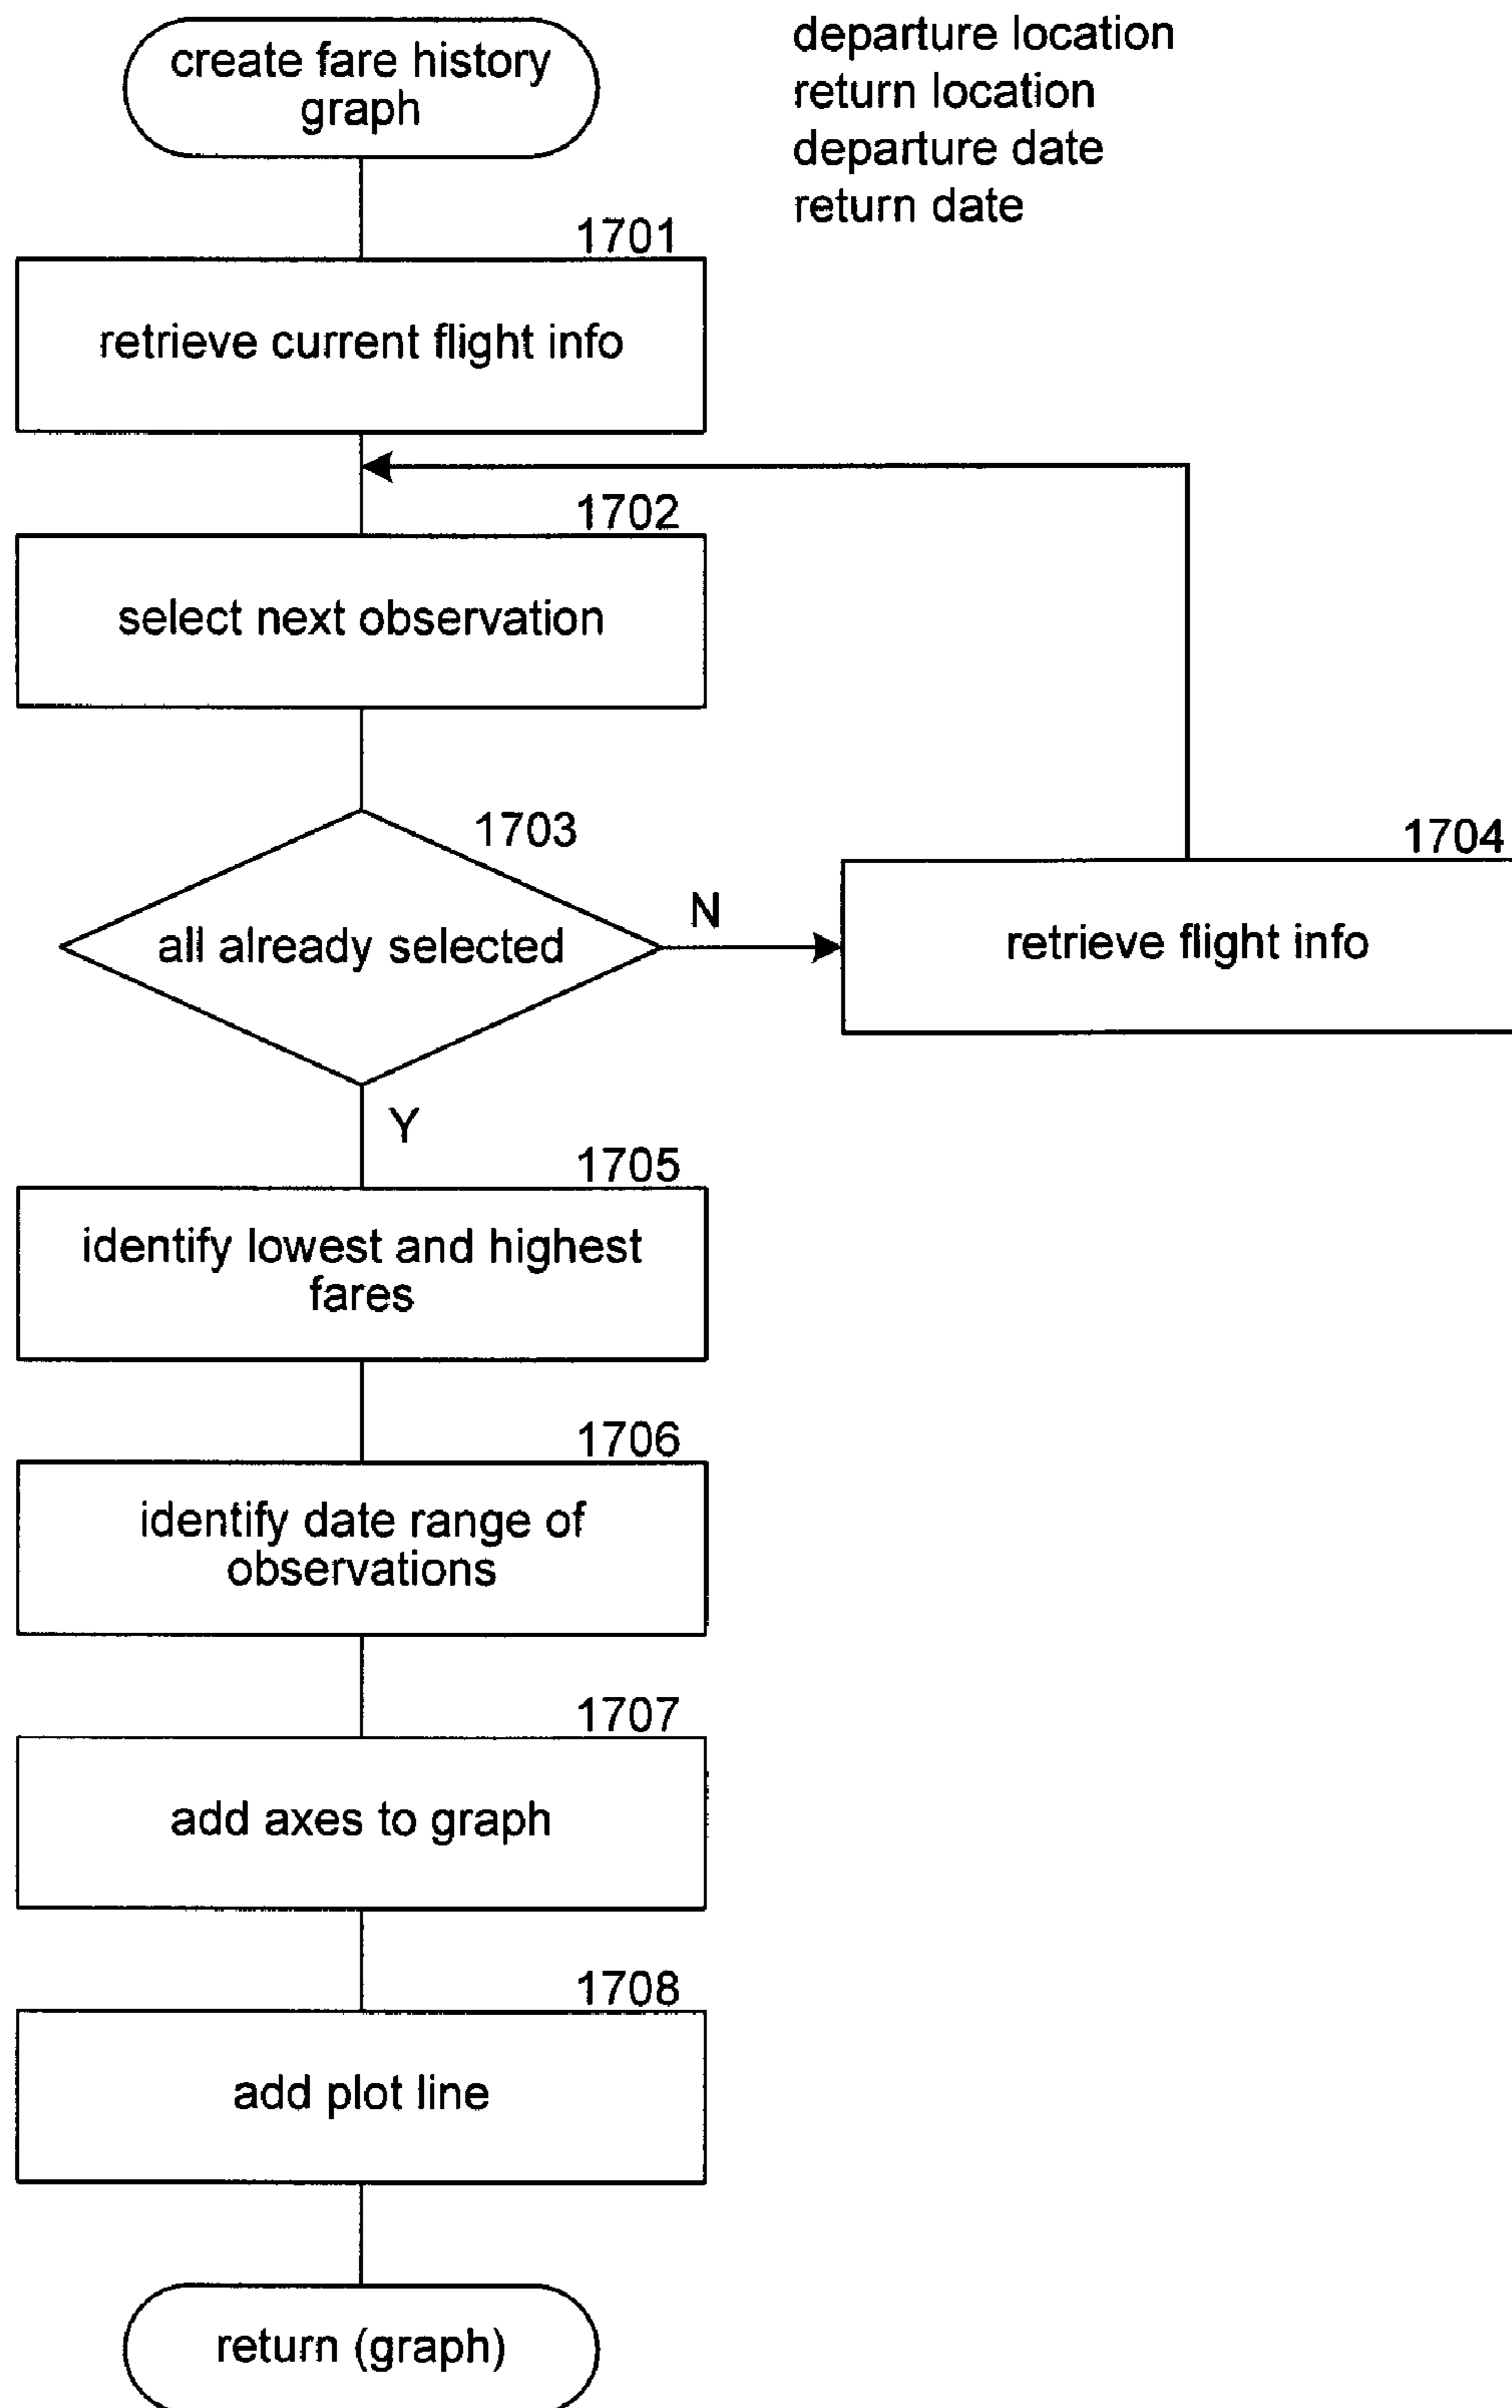 create fare history
graph
departure location
return location
departure date
return date
1701
retrieve current flight info
1702
select next observation
1703
all already selected
N
1704
retrieve flight info
Y
1705
identify lowest and highest
fares
1706
identify date range of
observations
1707
add axes to graph
1708
add plot line
return (graph)